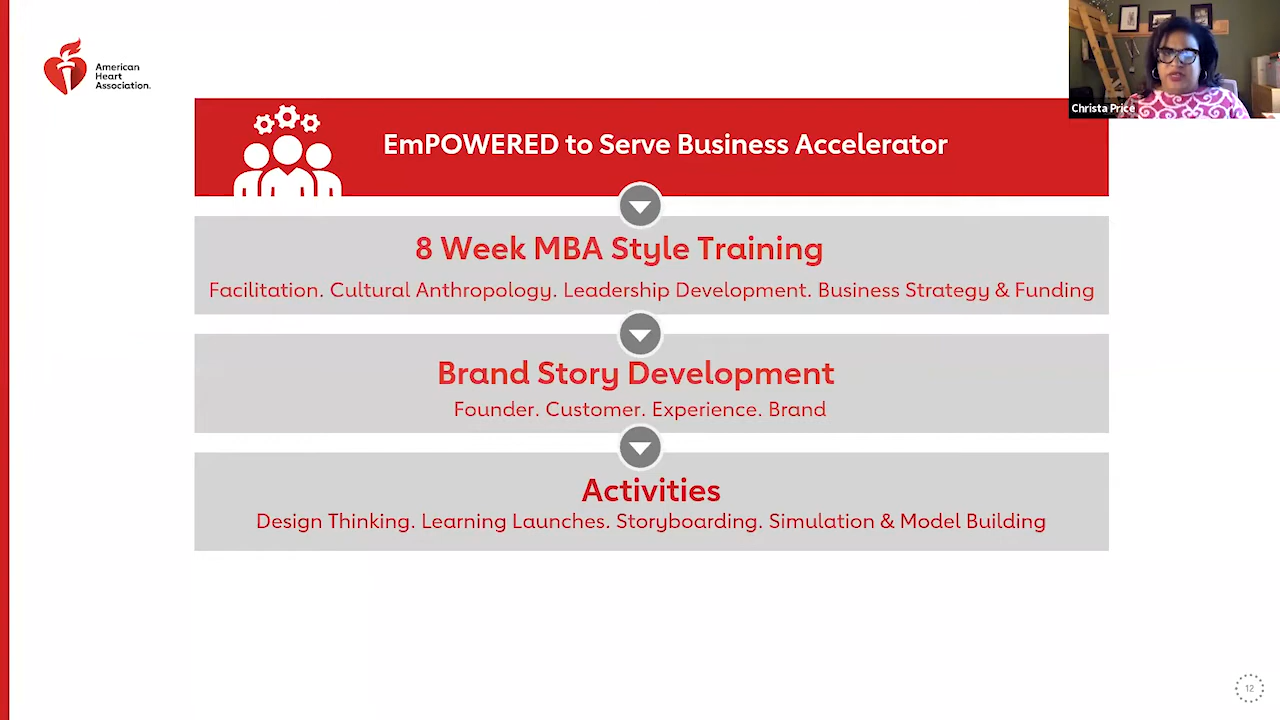 American
Heart
Association.
Christa Price
EmPOWERED to Serve Business Accelerator
8 Week MBA Style Training
Facilitation. Cultural Anthropology. Leadership Development. Business Strategy & Funding
Brand Story Development
Founder. Customer. Experience. Brand
Activities
Design Thinking. Learning Launches. Storyboarding. Simulation & Model Building
12